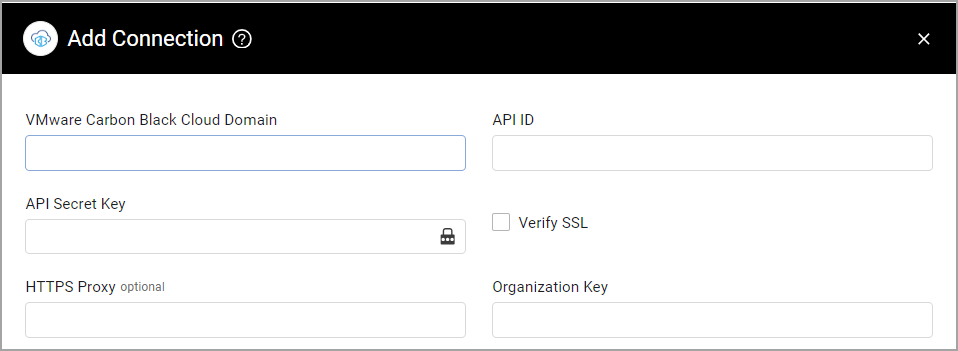 Add Connection ?
VMware Carbon Black Cloud Domain
API ID
API Secret Key
Verify SSL
HTTPS Proxy optional
Organization Key